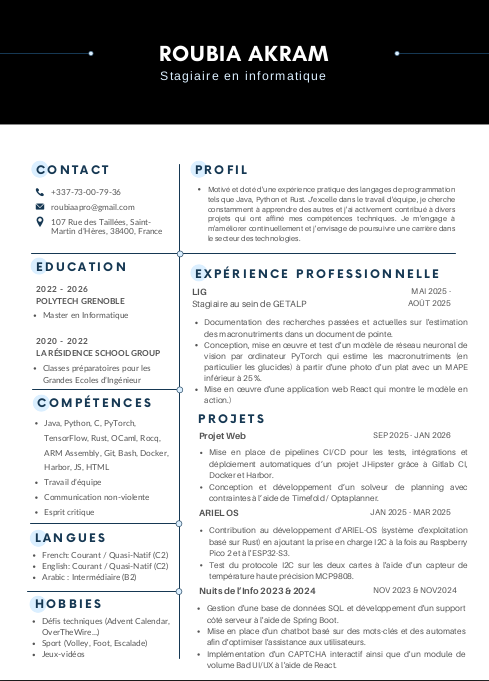 ROUBIA AKRAM
Stagiaire en informatique
CONTACT
+337-73-00-79-36
roubiaapro@gmail.com
107 Rue des Taillées, Saint-
Martin d'Hères, 38400, France
EDUCATION
2022 - 2026
POLYTECH GRENOBLE
• Master en Informatique
2020 - 2022
LA RÉSIDENCE SCHOOL GROUP
• Classes préparatoires pour les
Grandes Ecoles d'Ingénieur
COMPÉTENCES
• Java, Python, C, PyTorch,
TensorFlow, Rust, OCaml, Rocq,
ARM Assembly, Git, Bash, Docker,
Harbor, JS, HTML
• Travail d'équipe
• Communication non-violente
• Esprit critique
LANGUES
• French: Courant / Quasi-Natif (C2)
• English: Courant / Quasi-Natif (C2)
• Arabic : Intermédiaire (B2)
HOBBIES
• Défis techniques (Advent Calendar,
OverTheWire...)
• Sport (Volley, Foot, Escalade)
• Jeux-vidéos
PROFIL
• Motivé et doté d'une expérience pratique des langages de programmation
tels que Java, Python et Rust. J'excelle dans le travail d'équipe, je cherche
constamment à apprendre des autres et j'ai activement contribué à divers
projets qui ont affiné mes compétences techniques. Je m'engage à
m'améliorer continuellement et j'envisage de poursuivre une carrière dans
le secteur des technologies.
EXPÉRIENCE PROFESSIONNELLE
LIG MAI 2025 -
Stagiaire au sein de GETALP AOÛT 2025
• Documentation des recherches passées et actuelles sur l'estimation
des macronutriments dans un document de pointe.
• Conception, mise en œuvre et test d'un modèle de réseau neuronal de
vision par ordinateur PyTorch qui estime les macronutriments (en
particulier les glucides) à partir d'une photo d'un plat avec un MAPE
inférieur à 25 %.
• Mise en œuvre d'une application web React qui montre le modèle en
action.)
PROJETS
Projet Web SEP 2025 - JAN 2026
• Mise en place de pipelines CI/CD pour les tests, intégrations et
déploiement automatiques d'un projet JHipster grâce à Gitlab CI,
Docker et Harbor.
• Conception et développement d'un solveur de planning avec
contraintes à l'aide de Timefold / Optaplanner.
ARIEL OS JAN 2025 - MAR 2025
• Contribution au développement d'ARIEL-OS (système d'exploitation
basé sur Rust) en ajoutant la prise en charge I2C à la fois au Raspberry
Pico 2 et à l'ESP32-S3.
• Test du protocole I2C sur les deux cartes à l'aide d'un capteur de
température haute précision MCP9808.
Nuits de l'Info 2023 & 2024 NOV 2023 & NOV2024
• Gestion d'une base de données SQL et développement d'un support
côté serveur à l'aide de Spring Boot.
• Mise en place d'un chatbot basé sur des mots-clés et des automates
afin d'optimiser l'assistance aux utilisateurs.
• Implémentation d'un CAPTCHA interactif ainsi que d'un module de
volume Bad UI/UX à l'aide de React.